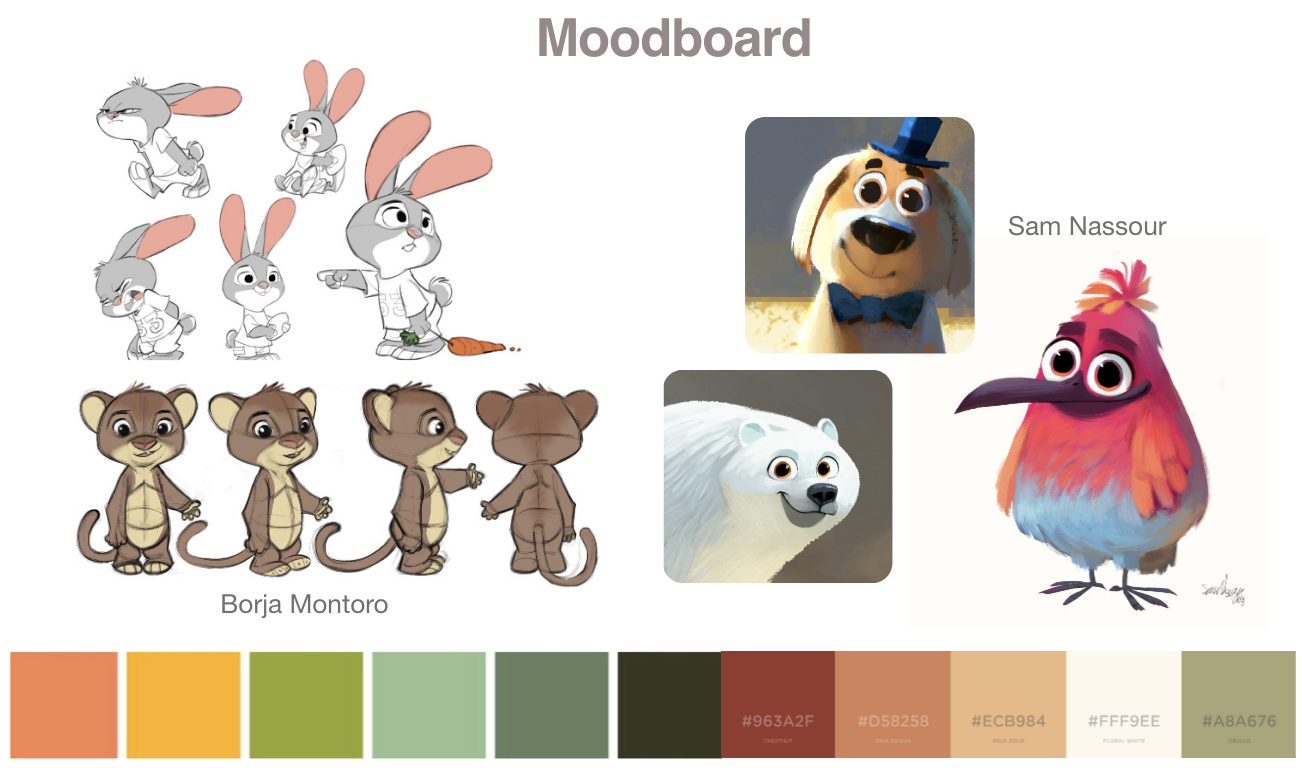 Moodboard
Sam Nassour
Borja Montoro
#963A2F
#D58258
#ECB984
#FFF9EE
#A8A676
CHESTNUT
RAW SIENNA
PALE GOLD
FLORAL WHITE
GRULLO